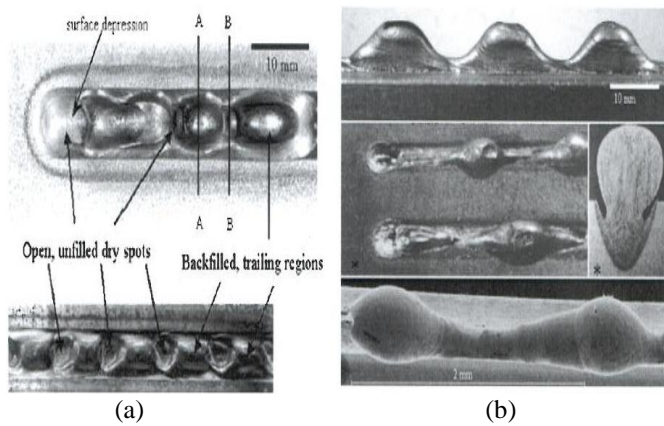 surface depression
A
B
10 mm
A
B
Open, unfilled dry spots
Backfilled, trailing regions
(a)
10 mm
*
*
2 mm
(b)